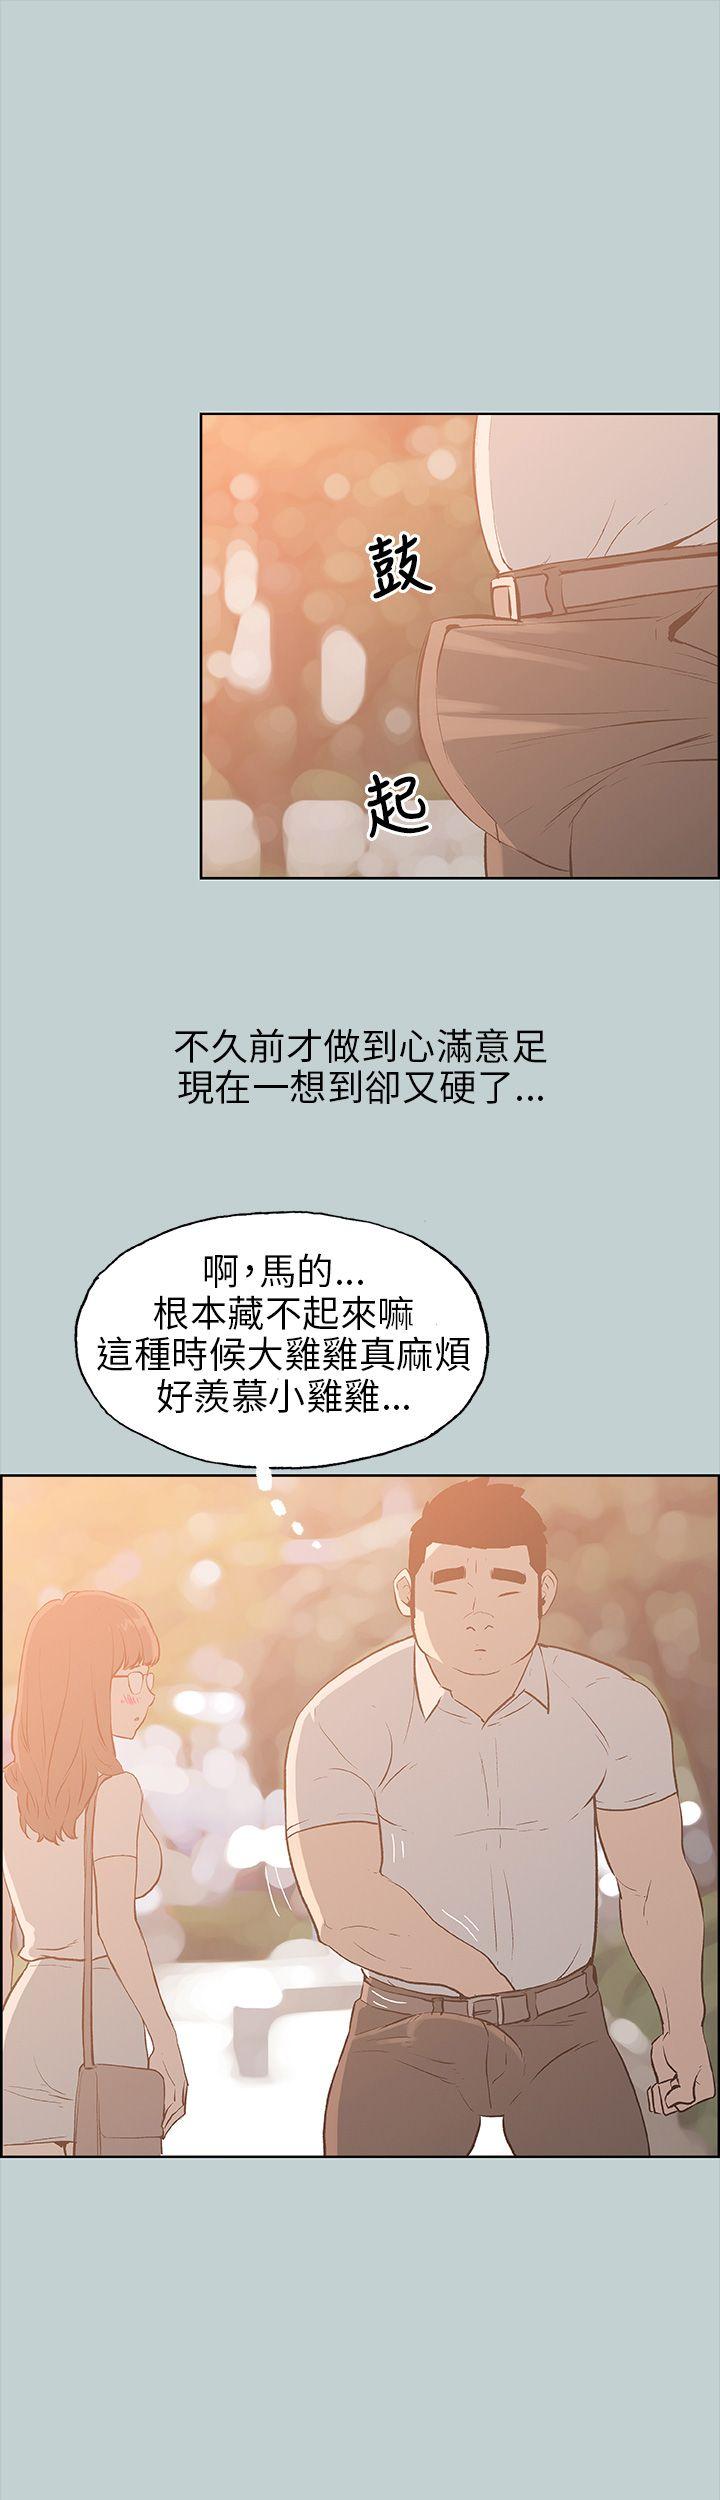 鼓
起
不久前才做到心滿意足
現在一想到卻又硬了...
啊，馬的...
根本藏不起來嘛
這種時候大雞雞真麻煩
好羨慕小雞雞...